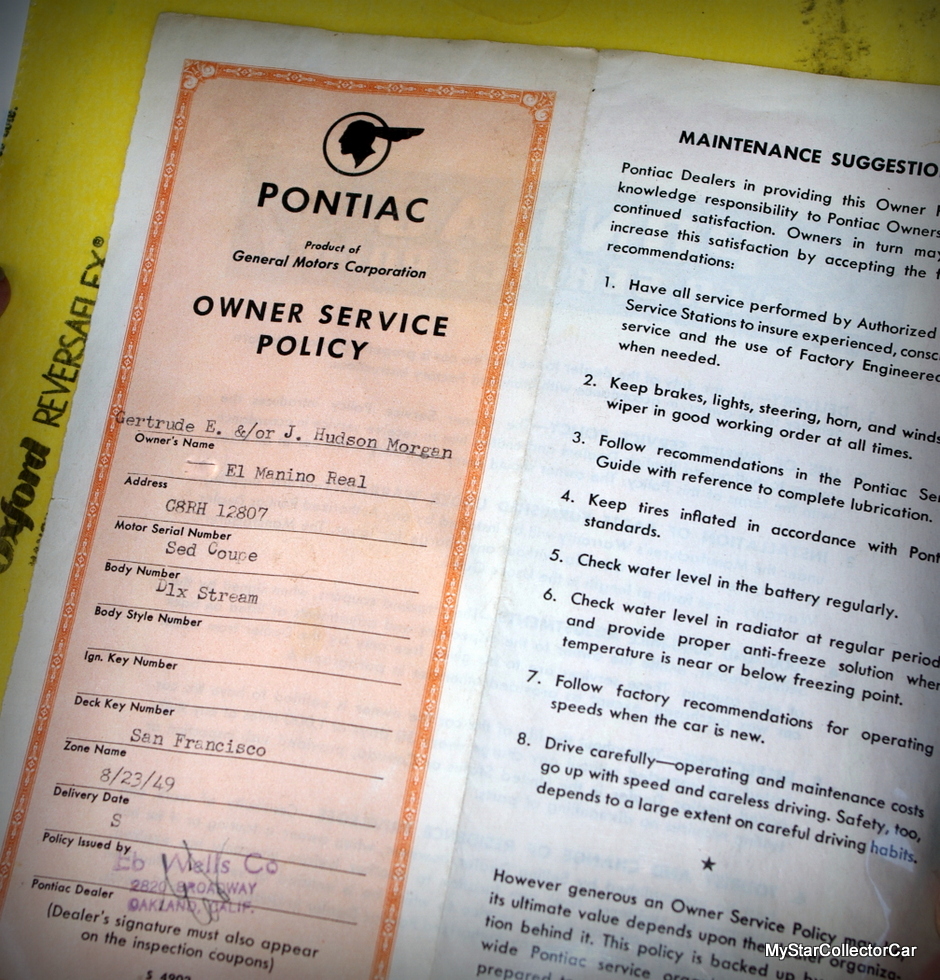 Oxford REVERSAFLEX®
PONTIAC
Product of
General Motors Corporation
OWNER SERVICE
POLICY
Gertrude E. &/or J. Hudson Morgan
Owner's Name
El Manino Real
Address
C8RH 12807
Motor Serial Number
Sed Coupe
Body Number
Dlx Stream
Body Style Number
Ign. Key Number
Deck Key Number
San Francisco
Zone Name
8/23/49
Delivery Date
S
Policy Issued by
Eb Wells Co
2820 BROADWAY
Pontiac Dealer
OAKLAND, CALIF.
(Dealer's signature must also appear
on the inspection coupons)
S 4902
MAINTENANCE SUGGESTIO
Pontiac Dealers in providing this Owner
knowledge responsibility to Pontiac Owners
continued satisfaction. Owners in turn may
increase this satisfaction by accepting the
recommendations:
1. Have all service performed by Authorized
Service Stations to insure experienced, consc
service and the use of Factory Engineered
when needed.
2. Keep brakes, lights, steering, horn, and winds
wiper in good working order at all times.
3. Follow recommendations in the Pontiac Ser
Guide with reference to complete lubrication.
4. Keep tires inflated in accordance with Pont
standards.
5. Check water level in the battery regularly.
6. Check water level in radiator at regular period
and provide proper anti-freeze solution when
temperature is near or below freezing point.
7. Follow factory recommendations for operating
speeds when the car is new.
8. Drive carefully—operating and maintenance costs
go up with speed and careless driving. Safety, too,
depends to a large extent on careful driving habits.
★
However generous an Owner Service Policy may
its ultimate value depends upon the organiza
tion behind it. This policy is backed up by
wide Pontiac service
prepared
MyStarCollectorCar